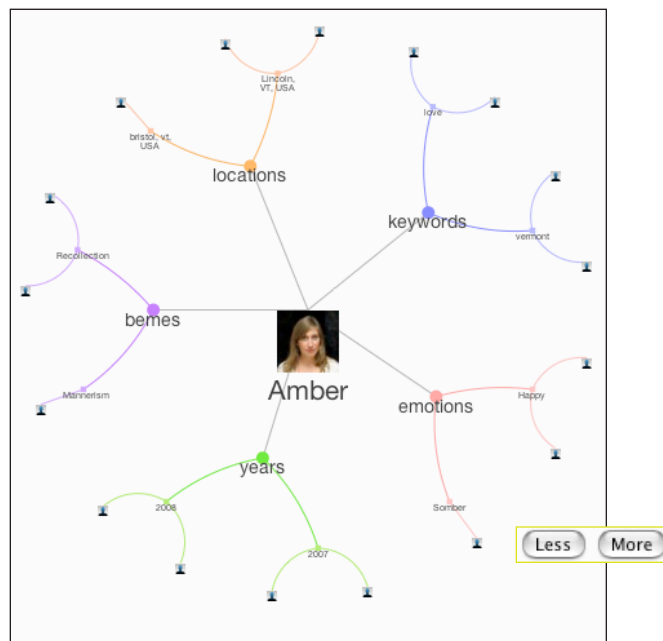 Lincoln,
VT, USA
love
bristol, vt,
USA
locations
keywords
vermont
Recollection
bemes
Mannerism
Amber
emotions
Happy
years
2008
Somber
2007
Less
More